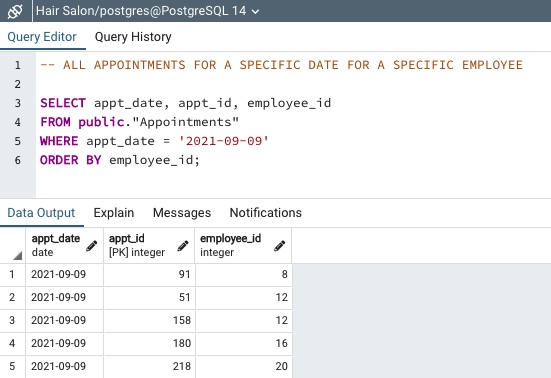 Hair Salon/postgres@PostgreSQL 14
Query Editor Query History
1 -- ALL APPOINTMENTS FOR A SPECIFIC DATE FOR A SPECIFIC EMPLOYEE
2
3 SELECT appt_date, appt_id, employee_id
4 FROM public."Appointments"
5 WHERE appt_date = '2021-09-09'
6 ORDER BY employee_id;
Data Output Explain Messages Notifications
appt_date appt_id employee_id
date [PK] integer integer
1 2021-09-09 91 8
2 2021-09-09 51 12
3 2021-09-09 158 12
4 2021-09-09 180 16
5 2021-09-09 218 20